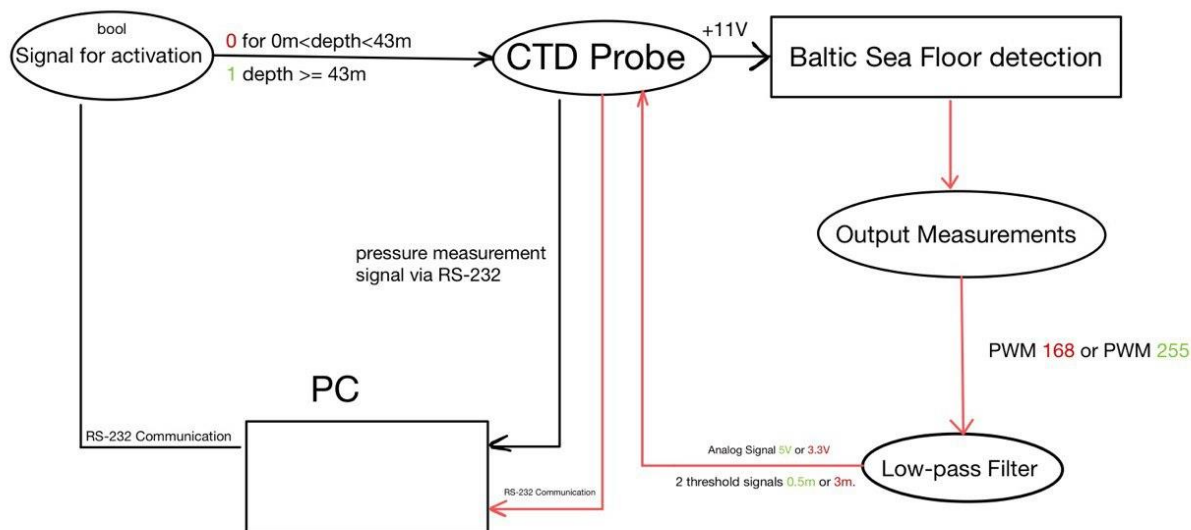 bool
Signal for activation
0 for 0m<depth<43m
1 depth >= 43m
CTD Probe
+11V
Baltic Sea Floor detection
Output Measurements
pressure measurement
signal via RS-232
PWM 168 or PWM 255
PC
RS-232 Communication
Analog Signal 5V or 3.3V
2 threshold signals 0.5m or 3m.
Low-pass Filter
RS-232 Communication